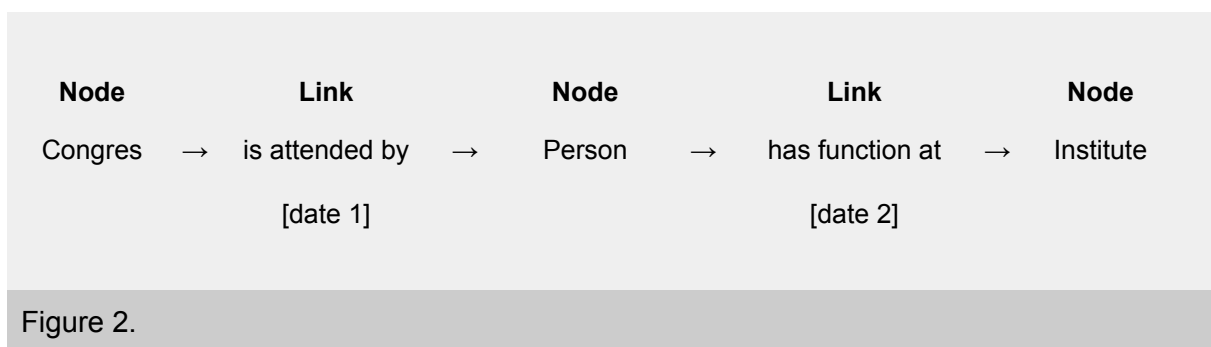 Node Link Node Link Node
Congres → is attended by → Person → has function at → Institute
[date 1] [date 2]
Figure 2.